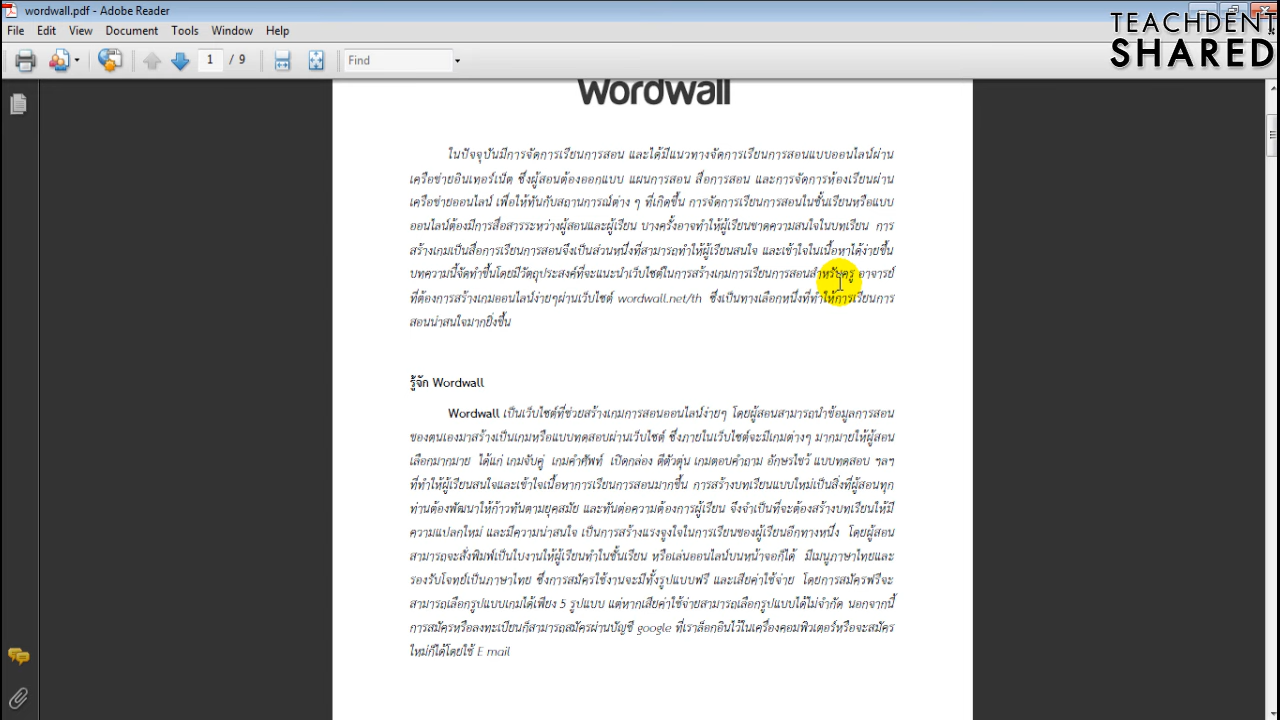 wordwall.pdf - Adobe Reader
TEACHDENT
SHARED
File Edit View Document Tools Window Help
1 / 9 Find
Wordwall
ในปัจจุบันมีการจัดการเรียนการสอน และได้มีแนวทางจัดการเรียนการสอนแบบออนไลน์ผ่าน
เครือข่ายอินเทอร์เน็ต ซึ่งผู้สอนต้องออกแบบ แผนการสอน สื่อการสอน และการจัดการห้องเรียนผ่าน
เครือข่ายออนไลน์ เพื่อให้ทันกับสถานการณ์ต่าง ๆ ที่เกิดขึ้น การจัดการเรียนการสอนในชั้นเรียนหรือแบบ
ออนไลน์ต้องมีการสื่อสารระหว่างผู้สอนและผู้เรียน บางครั้งอาจทำให้ผู้เรียนขาดความสนใจในบทเรียน การ
สร้างเกมเป็นสื่อการเรียนการสอนจึงเป็นส่วนหนึ่งที่สามารถทำให้ผู้เรียนสนใจ และเข้าใจในเนื้อหาได้ง่ายขึ้น
บทความนี้จัดทำขึ้นโดยมีวัตถุประสงค์ที่จะแนะนำเว็บไซต์ในการสร้างเกมการเรียนการสอนสำหรับครู อาจารย์
ที่ต้องการสร้างเกมออนไลน์ง่ายๆผ่านเว็บไซต์ wordwall.net/th ซึ่งเป็นทางเลือกหนึ่งที่ทำให้การเรียนการ
สอนน่าสนใจมากยิ่งขึ้น
รู้จัก Wordwall
Wordwall เป็นเว็บไซต์ที่ช่วยสร้างเกมการสอนออนไลน์ง่ายๆ โดยผู้สอนสามารถนำข้อมูลการสอน
ของตนเองมาสร้างเป็นเกมหรือแบบทดสอบผ่านเว็บไซต์ ซึ่งภายในเว็บไซต์จะมีเกมต่างๆ มากมายให้ผู้สอน
เลือกมากมาย ได้แก่ เกมจับคู่ เกมคำศัพท์ เปิดกล่อง ตีตัวตุ่น เกมตอบคำถาม อักษรไขว้ แบบทดสอบ ฯลฯ
ที่ทำให้ผู้เรียนสนใจและเข้าใจเนื้อหาการเรียนการสอนมากขึ้น การสร้างบทเรียนแบบใหม่เป็นสิ่งที่ผู้สอนทุก
ท่านต้องพัฒนาให้ก้าวทันตามยุคสมัย และทันต่อความต้องการผู้เรียน จึงจำเป็นที่จะต้องสร้างบทเรียนให้มี
ความแปลกใหม่ และมีความน่าสนใจ เป็นการสร้างแรงจูงใจในการเรียนของผู้เรียนอีกทางหนึ่ง โดยผู้สอน
สามารถจะสั่งพิมพ์เป็นใบงานให้ผู้เรียนทำในชั้นเรียน หรือเล่นออนไลน์บนหน้าจอก็ได้ มีเมนูภาษาไทยและ
รองรับโจทย์เป็นภาษาไทย ซึ่งการสมัครใช้งานจะมีทั้งรูปแบบฟรี และเสียค่าใช้จ่าย โดยการสมัครฟรีจะ
สามารถเลือกรูปแบบเกมได้เพียง 5 รูปแบบ แต่หากเสียค่าใช้จ่ายสามารถเลือกรูปแบบได้ไม่จำกัด นอกจากนี้
การสมัครหรือลงทะเบียนก็สามารถสมัครผ่านบัญชี google ที่เราล็อกอินไว้ในเครื่องคอมพิวเตอร์หรือจะสมัคร
ใหม่ก็ได้โดยใช้ E mail